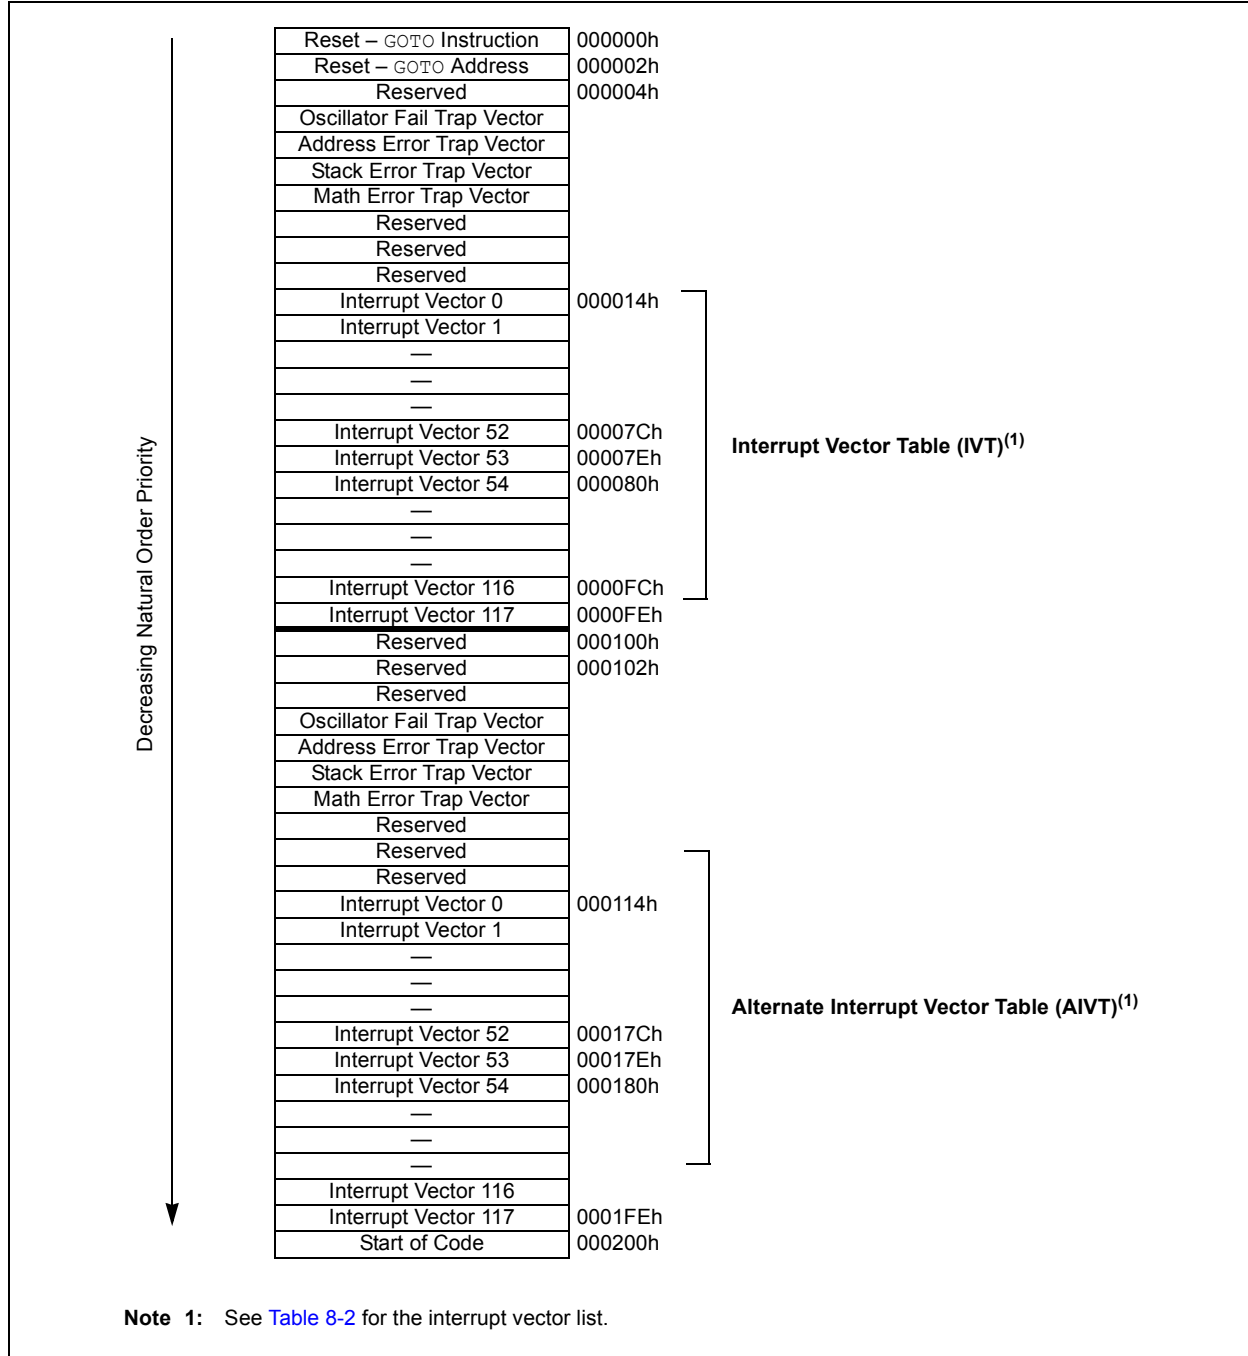 Reset – GOTO Instruction 000000h
Reset – GOTO Address 000002h
Reserved 000004h
Oscillator Fail Trap Vector
Address Error Trap Vector
Stack Error Trap Vector
Math Error Trap Vector
Reserved
Reserved
Reserved
Interrupt Vector 0 000014h
Interrupt Vector 1
—
—
—
Interrupt Vector 52 00007Ch
Interrupt Vector 53 00007Eh
Interrupt Vector 54 000080h
—
—
—
Interrupt Vector 116 0000FCh
Interrupt Vector 117 0000FEh
Reserved 000100h
Reserved 000102h
Reserved
Oscillator Fail Trap Vector
Address Error Trap Vector
Stack Error Trap Vector
Math Error Trap Vector
Reserved
Reserved
Reserved
Interrupt Vector 0 000114h
Interrupt Vector 1
—
—
—
Interrupt Vector 52 00017Ch
Interrupt Vector 53 00017Eh
Interrupt Vector 54 000180h
—
—
—
Interrupt Vector 116
Interrupt Vector 117 0001FEh
Start of Code 000200h
Decreasing Natural Order Priority
Interrupt Vector Table (IVT)(1)
Alternate Interrupt Vector Table (AIVT)(1)
Note 1: See Table 8-2 for the interrupt vector list.